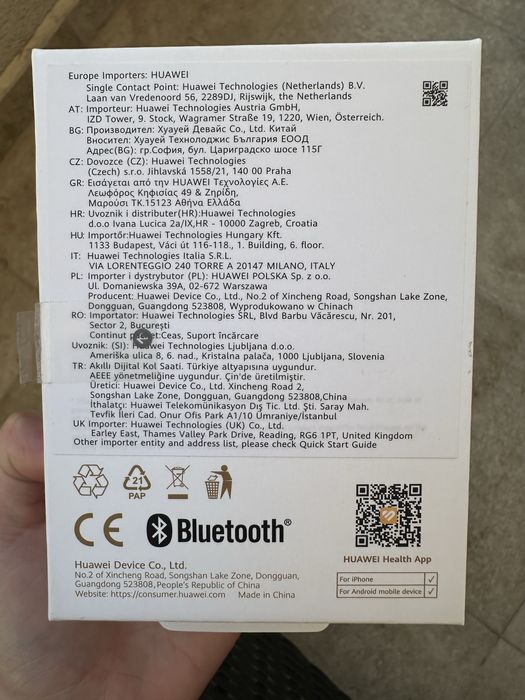 Europe Importers: HUAWEI
Single Contact Point: Huawei Technologies (Netherlands) B.V.
Laan van Vredenoord 56, 2289DJ, Rijswijk, the Netherlands
AT: Importeur: Huawei Technologies Austria GmbH,
IZD Tower, 9. Stock, Wagramer Straße 19, 1220, Wien, Österreich.
BG: Производител: Хуауей Девайс Co., Ltd. Китай
Вносител: Хуауей Технолоджис България ЕООД
Адрес(BG): гр.София, бул. Цариградско шосе 115Г
CZ: Dovozce (CZ): Huawei Technologies
(Czech) s.r.o. Jihlavská 1558/21, 140 00 Praha
GR: Εισάγεται από την HUAWEI Τεχνολογίες Α.Ε.
Λεωφόρος Κηφισίας 49 & Ζηρίδη,
Μαρούσι ΤΚ.15123 Αθήνα Ελλάδα
HR: Uvoznik i distributer(HR):Huawei Technologies
d.o.o Ivana Lucica 2a/IX,HR - 10000 Zagreb, Croatia
HU: Importőr:Huawei Technologies Hungary Kft.
1133 Budapest, Váci út 116-118., 1. Building, 6. floor.
IT: Huawei Technologies Italia S.R.L.
VIA LORENTEGGIO 240 TORRE A 20147 MILANO, ITALY
PL: Importer i dystrybutor (PL): HUAWEI POLSKA Sp. z o.o.
Ul. Domaniewska 39A, 02-672 Warszawa
Producent: Huawei Device Co., Ltd., No.2 of Xincheng Road, Songshan Lake Zone,
Dongguan, Guangdong 523808, Wyprodukowano w Chinach
RO: Importator: Huawei Technologies SRL, Blvd Barbu Văcărescu, Nr. 201,
Sector 2, București
Continut et:Ceas, Suport încărcare
Uvoznik: (SI): Huawei Technologies Ljubljana d.o.o.
Ameriška ulica 8, 6. nad., Kristalna palača, 1000 Ljubljana, Slovenia
TR: Akıllı Dijital Kol Saati. Türkiye altyapısına uygundur.
AEEE yönetmeliğine uygundur. Çin'de üretilmiştir.
Üretici: Huawei Device Co., Ltd. Xincheng Road 2,
Songshan Lake Zone, Dongguan, Guangdong 523808,China
İthalatçı: Huawei Telekomünikasyon Dış Tic. Ltd. Şti. Saray Mah.
Tevfik İleri Cad. Onur Ofis Park A1/10 Ümraniye/İstanbul
UK Importer: Huawei Technologies (UK) Co., Ltd.
Earley East, Thames Valley Park Drive, Reading, RG6 1PT, United Kingdom
Other importer entity and address list, please check Quick Start Guide
21
PAP
CE Bluetooth®
HUAWEI Health App
Huawei Device Co., Ltd.
No.2 of Xincheng Road, Songshan Lake Zone, Dongguan,
Guangdong 523808,People's Republic of China
Website: https://consumer.huawei.com Made in China
For iPhone ✓
For Android mobile device ✓